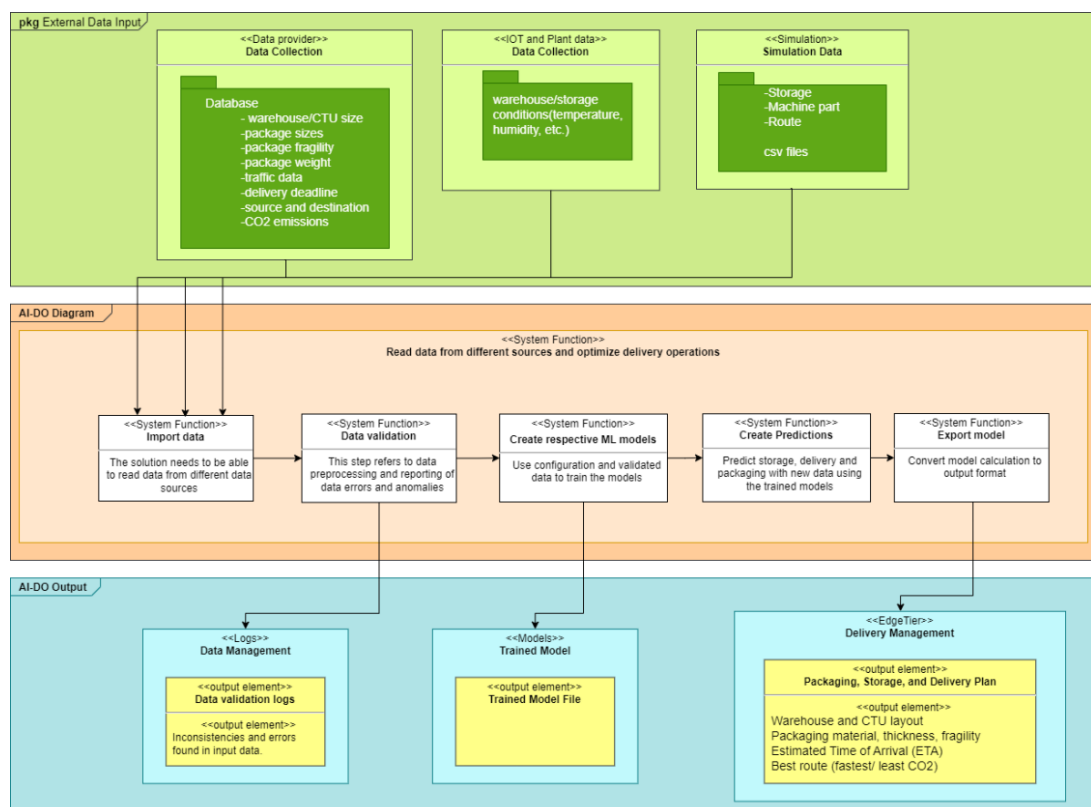 pkg External Data Input
<<Data provider>>
Data Collection
Database
- warehouse/CTU size
-package sizes
-package fragility
-package weight
-traffic data
-delivery deadline
-source and destination
-CO2 emissions
<<IOT and Plant data>>
Data Collection
warehouse/storage
conditions(temperature,
humidity, etc.)
<<Simulation>>
Simulation Data
-Storage
-Machine part
-Route
csv files
AI-DO Diagram
<<System Function>>
Read data from different sources and optimize delivery operations
<<System Function>>
Import data
The solution needs to be able
to read data from different data
sources
<<System Function>>
Data validation
This step refers to data
preprocessing and reporting of
data errors and anomalies
<<System Function>>
Create respective ML models
Use configuration and validated
data to train the models
<<System Function>>
Create Predictions
Predict storage, delivery and
packaging with new data using
the trained models
<<System Function>>
Export model
Convert model calculation to
output format
AI-DO Output
<<Logs>>
Data Management
<<output element>>
Data validation logs
<<output element>>
Inconsistencies and errors
found in input data.
<<Models>>
Trained Model
<<output element>>
Trained Model File
<<EdgeTier>>
Delivery Management
<<output element>>
Packaging, Storage, and Delivery Plan
<<output element>>
Warehouse and CTU layout
Packaging material, thickness, fragility
Estimated Time of Arrival (ETA)
Best route (fastest/ least CO2)